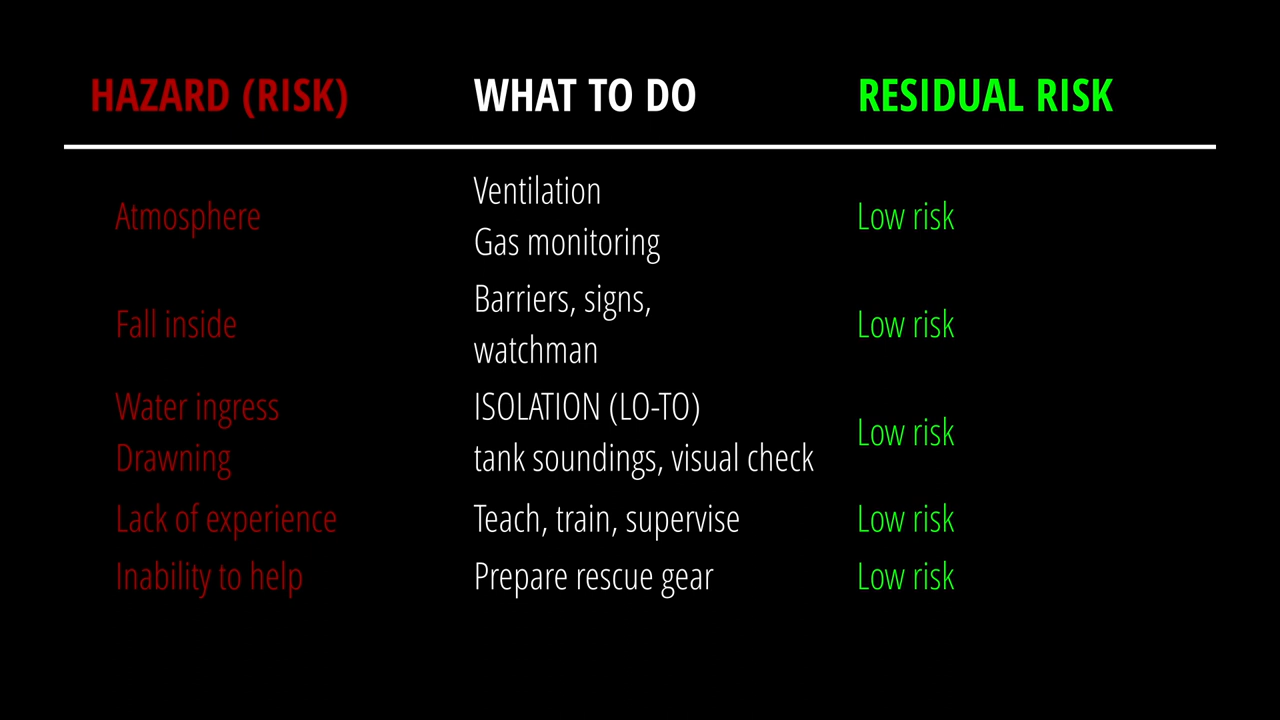 HAZARD (RISK) WHAT TO DO RESIDUAL RISK
Atmosphere
Ventilation
Gas monitoring
Low risk
Fall inside
Barriers, signs,
watchman
Low risk
Water ingress
Drawning
ISOLATION (LO-TO)
tank soundings, visual check
Low risk
Lack of experience
Teach, train, supervise
Low risk
Inability to help
Prepare rescue gear
Low risk